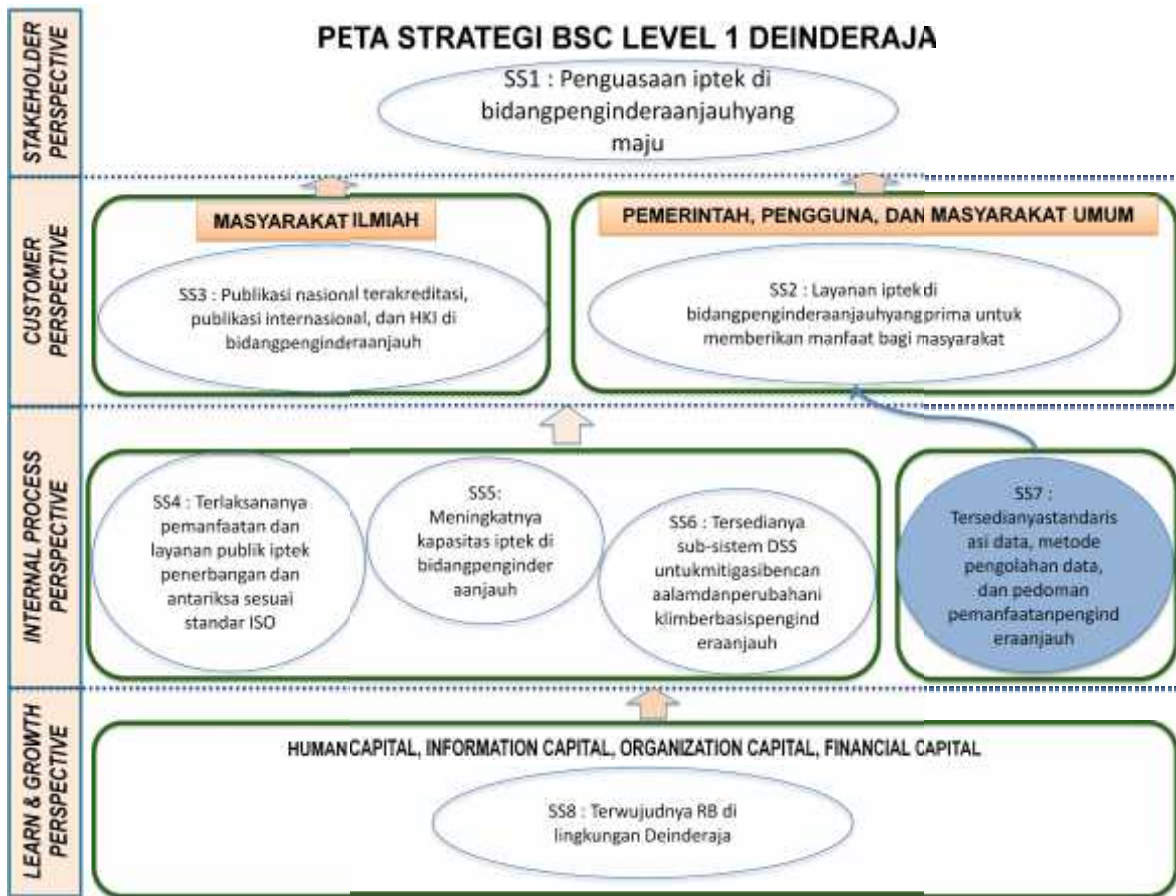 PETA STRATEGI BSC LEVEL 1 DEINDERAJA
STAKEHOLDER
PERSPECTIVE
SS1 : Penguasaan iptek di
bidangpenginderaanjauhyang
maju
CUSTOMER
PERSPECTIVE
MASYARAKAT ILMIAH
SS3 : Publikasi nasional terakreditasi,
publikasi internasional, dan HKI di
bidangpenginderaanjauh
PEMERINTAH, PENGGUNA, DAN MASYARAKAT UMUM
SS2 : Layanan iptek di
bidangpenginderaanjauhyang prima untuk
memberikan manfaat bagi masyarakat
INTERNAL PROCESS
PERSPECTIVE
SS4 : Terlaksananya
pemanfaatan dan
layanan publik iptek
penerbangan dan
antariksa sesuai
standar ISO
SS5:
Meningkatnya
kapasitas iptek di
bidangpenginder
aanjauh
SS6 : Tersedianya
sub-sistem DSS
untukmitigasibencan
aalamdanperubahani
klimberbasispengind
eraanjauh
SS7 :
Tersedianyastandaris
asi data, metode
pengolahan data,
dan pedoman
pemanfaatanpengind
eraanjauh
LEARN & GROWTH
PERSPECTIVE
HUMAN CAPITAL, INFORMATION CAPITAL, ORGANIZATION CAPITAL, FINANCIAL CAPITAL
SS8 : Terwujudnya RB di
lingkungan Deinderaja